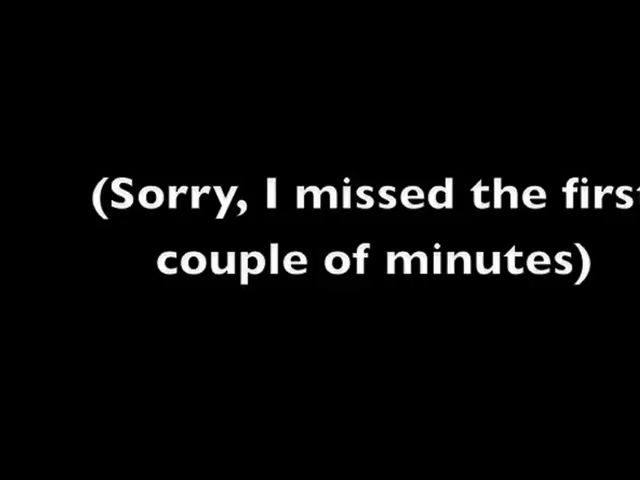 (Sorry, I missed the first
couple of minutes)